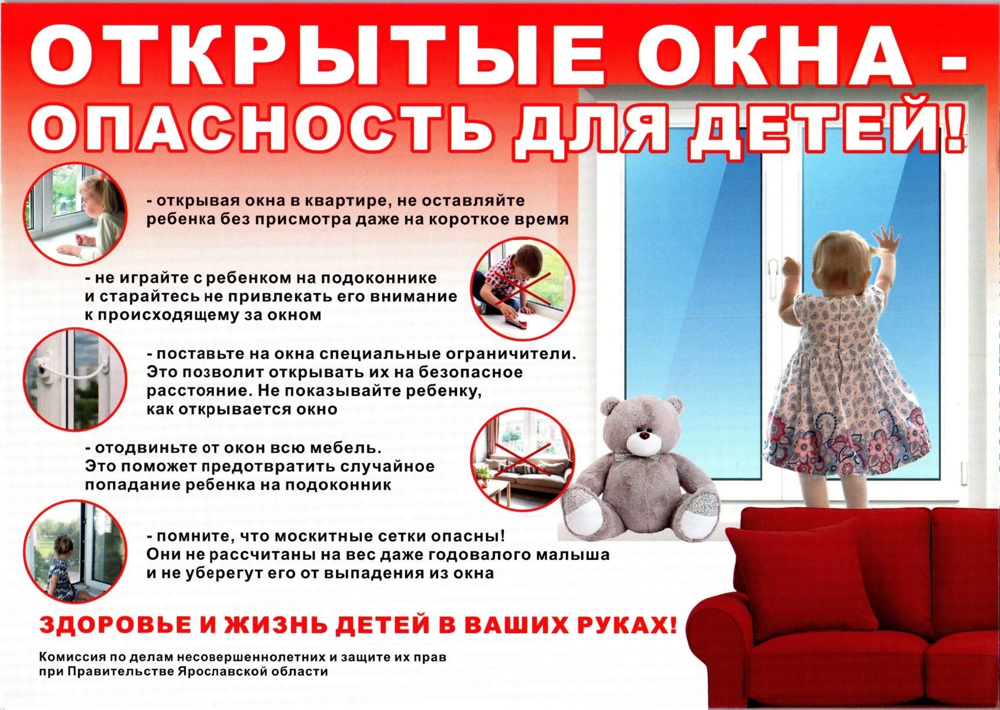 ОТКРЫТЫЕ ОКНА -
ОПАСНОСТЬ ДЛЯ ДЕТЕЙ!
- открывая окна в квартире, не оставляйте
ребенка без присмотра даже на короткое время
- не играйте с ребенком на подоконнике
и старайтесь не привлекать его внимание
к происходящему за окном
- поставьте на окна специальные ограничители.
Это позволит открывать их на безопасное
расстояние. Не показывайте ребенку,
как открывается окно
- отодвиньте от окон всю мебель.
Это поможет предотвратить случайное
попадание ребенка на подоконник
- помните, что москитные сетки опасны!
Они не рассчитаны на вес даже годовалого малыша
и не уберегут его от выпадения из окна
ЗДОРОВЬЕ И ЖИЗНЬ ДЕТЕЙ В ВАШИХ РУКАХ!
Комиссия по делам несовершеннолетних и защите их прав
при Правительстве Ярославской области